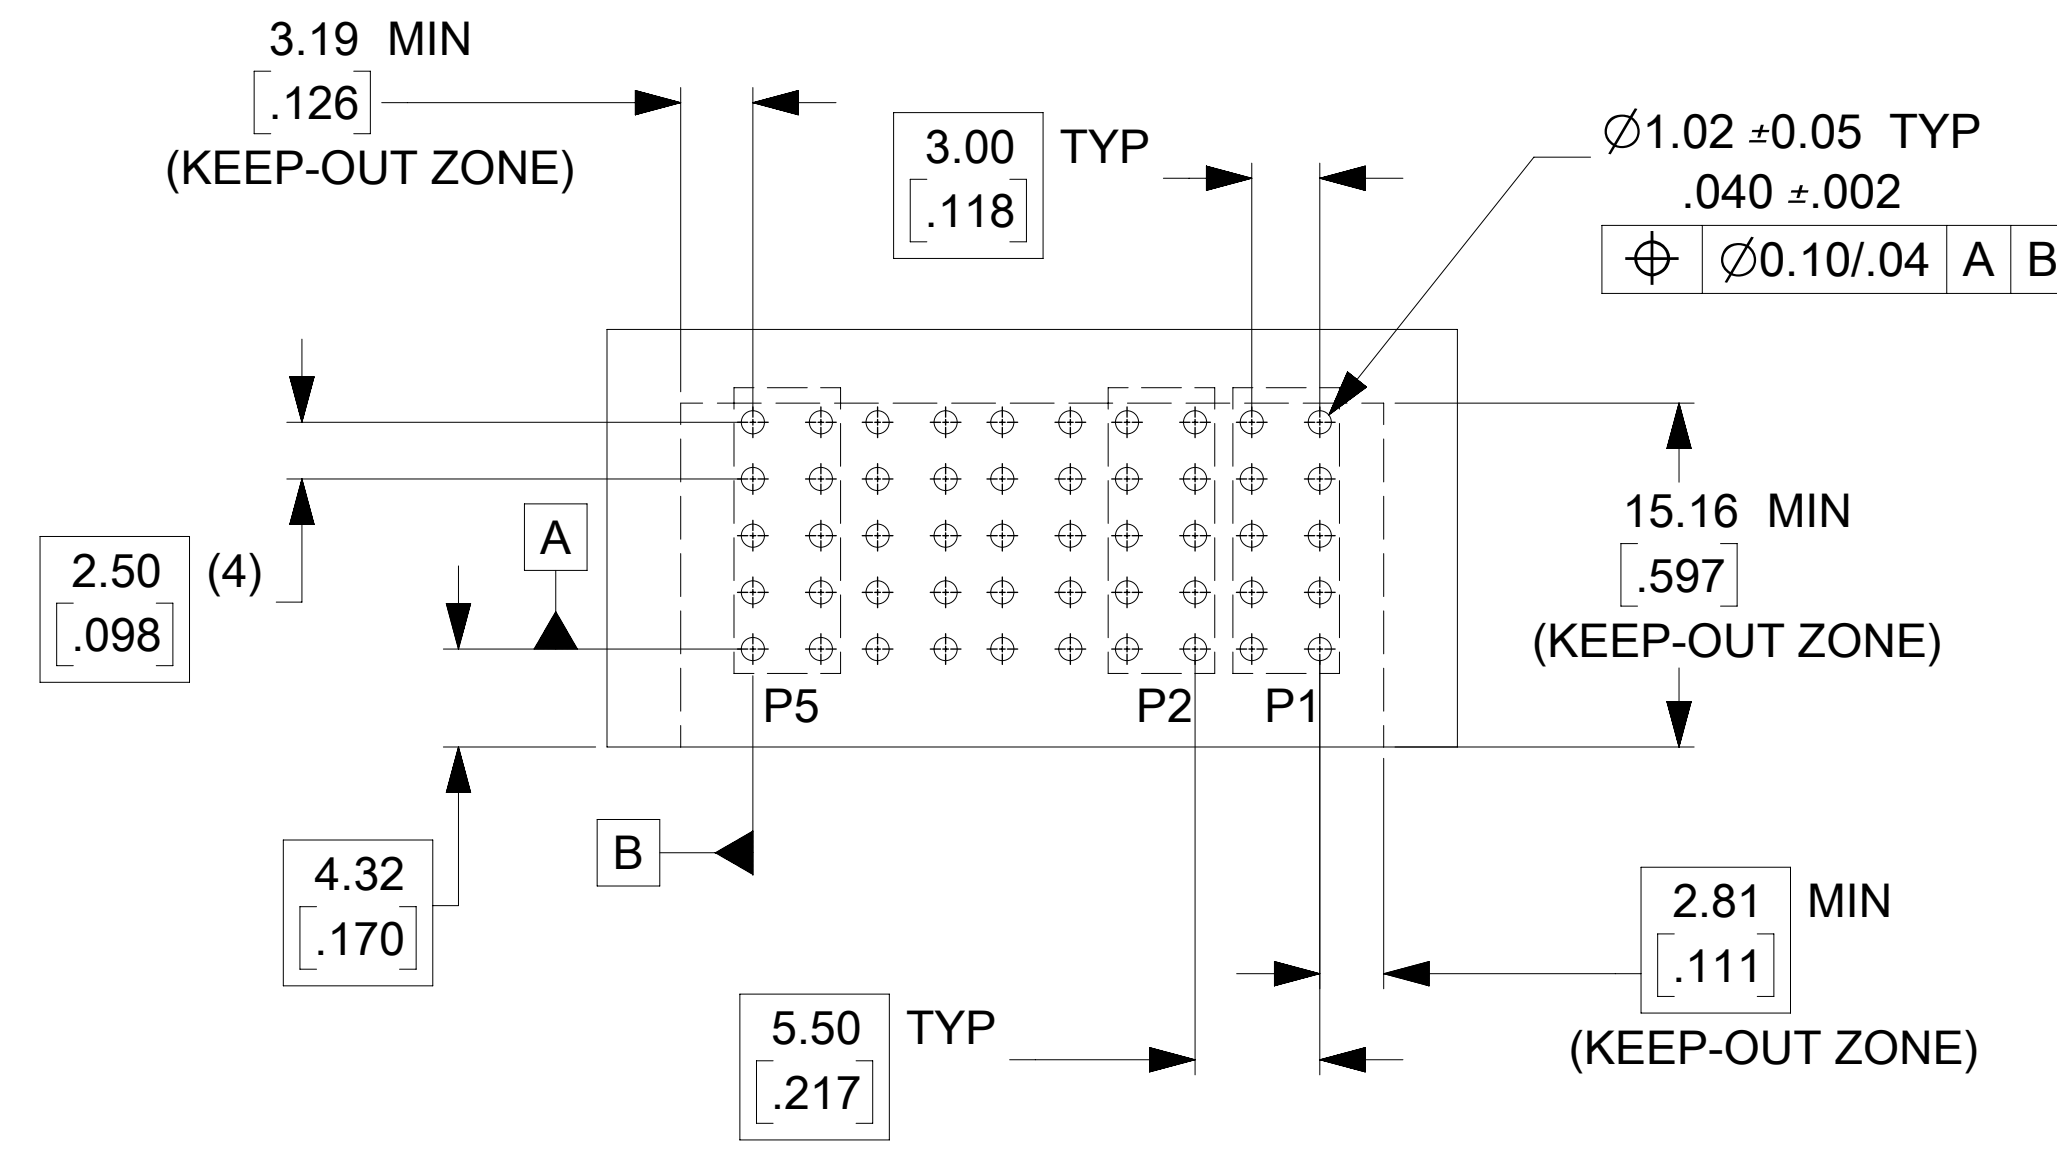 3.19 MIN
[.126]
(KEEP-OUT ZONE)
3.00 TYP
[.118]
∅1.02 ±0.05 TYP
.040 ±.002
⌖ ∅0.10/.04 A B
A
2.50 (4)
[.098]
15.16 MIN
[.597]
(KEEP-OUT ZONE)
P5 P2 P1
B
4.32
[.170]
2.81 MIN
[.111]
(KEEP-OUT ZONE)
5.50 TYP
[.217]